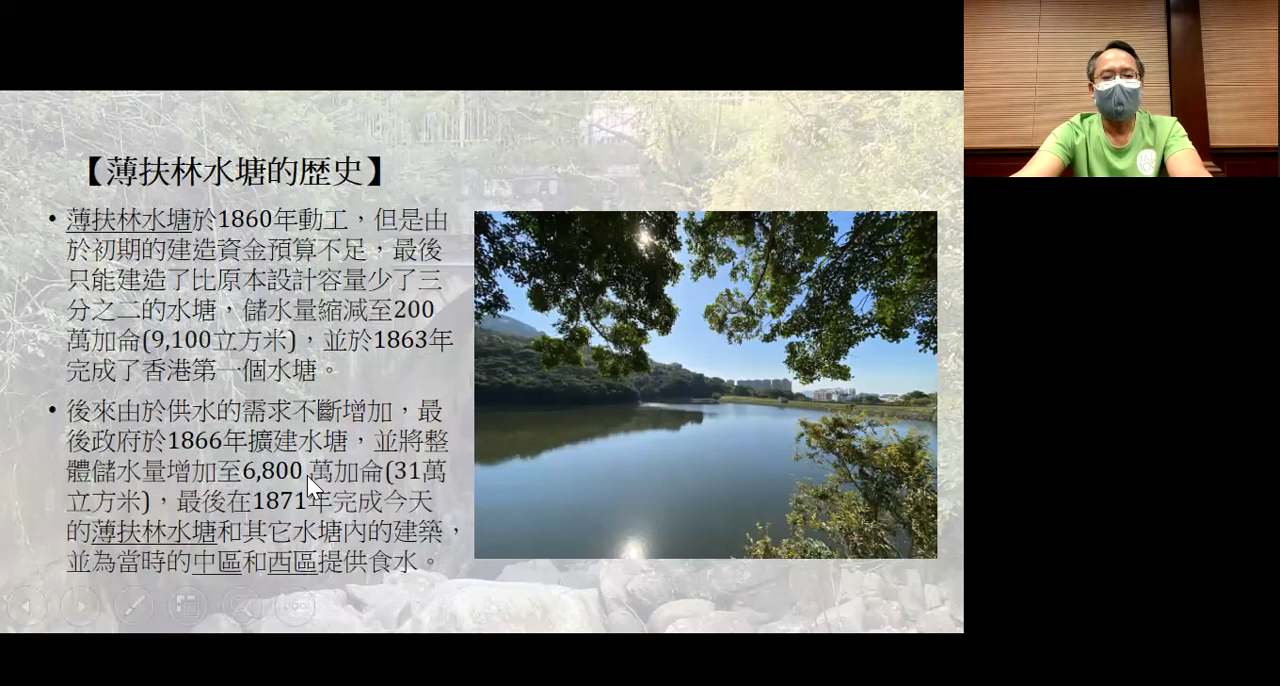 【薄扶林水塘的歷史】
• 薄扶林水塘於1860年動工，但是由
於初期的建造資金預算不足，最後
只能建造了比原本設計容量少了三
分之二的水塘，儲水量縮減至200
萬加侖(9,100立方米)，並於1863年
完成了香港第一個水塘。
• 後來由於供水的需求不斷增加，最
後政府於1866年擴建水塘，並將整
體儲水量增加至6,800萬加侖(31萬
立方米)，最後在1871年完成今天
的薄扶林水塘和其它水塘內的建築，
並為當時的中區和西區提供食水。